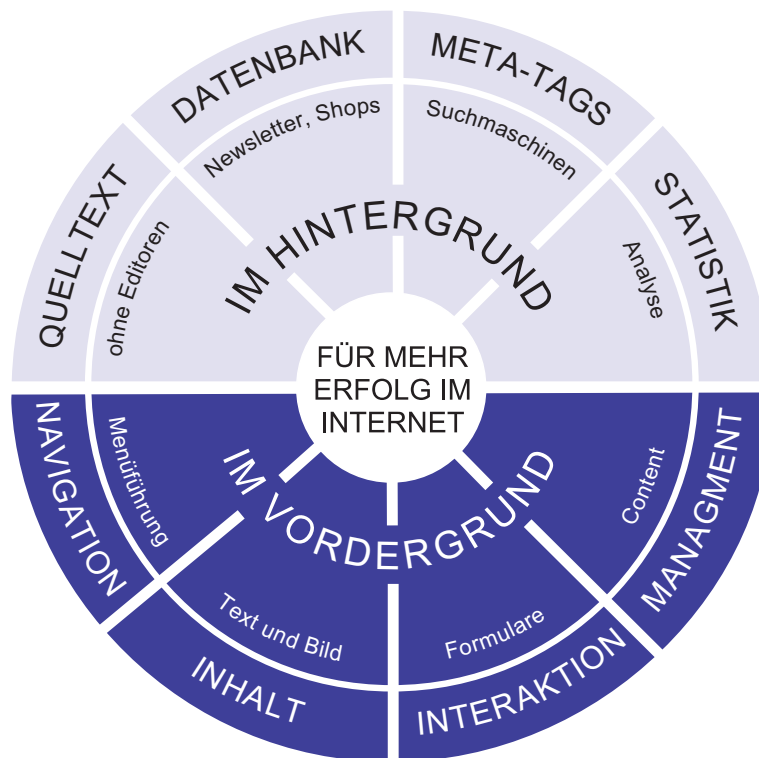 DATENBANK
META-TAGS
Newsletter, Shops
Suchmaschinen
QUELLTEXT
ohne Editoren
STATISTIK
Analyse
IM HINTERGRUND
FÜR MEHR
ERFOLG IM
INTERNET
IM VORDERGRUND
NAVIGATION
Menüführung
Content
MANAGMENT
Text und Bild
Formulare
INHALT
INTERAKTION